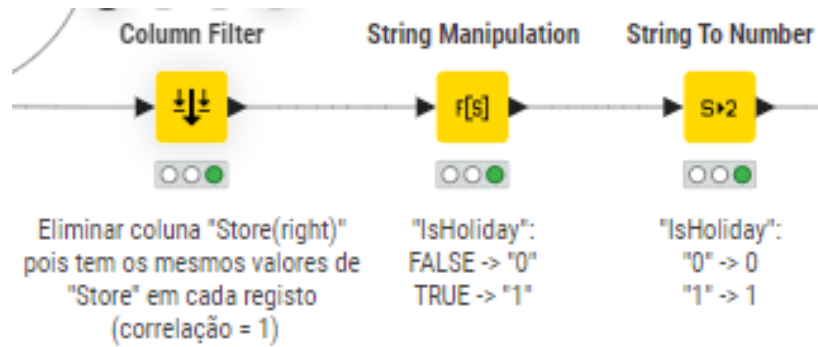 Column Filter
String Manipulation
String To Number
F[S]
S▸2
Eliminar coluna "Store(right)"
pois tem os mesmos valores de
"Store" em cada registo
(correlação = 1)
"IsHoliday":
FALSE -> "0"
TRUE -> "1"
"IsHoliday":
"0" -> 0
"1" -> 1